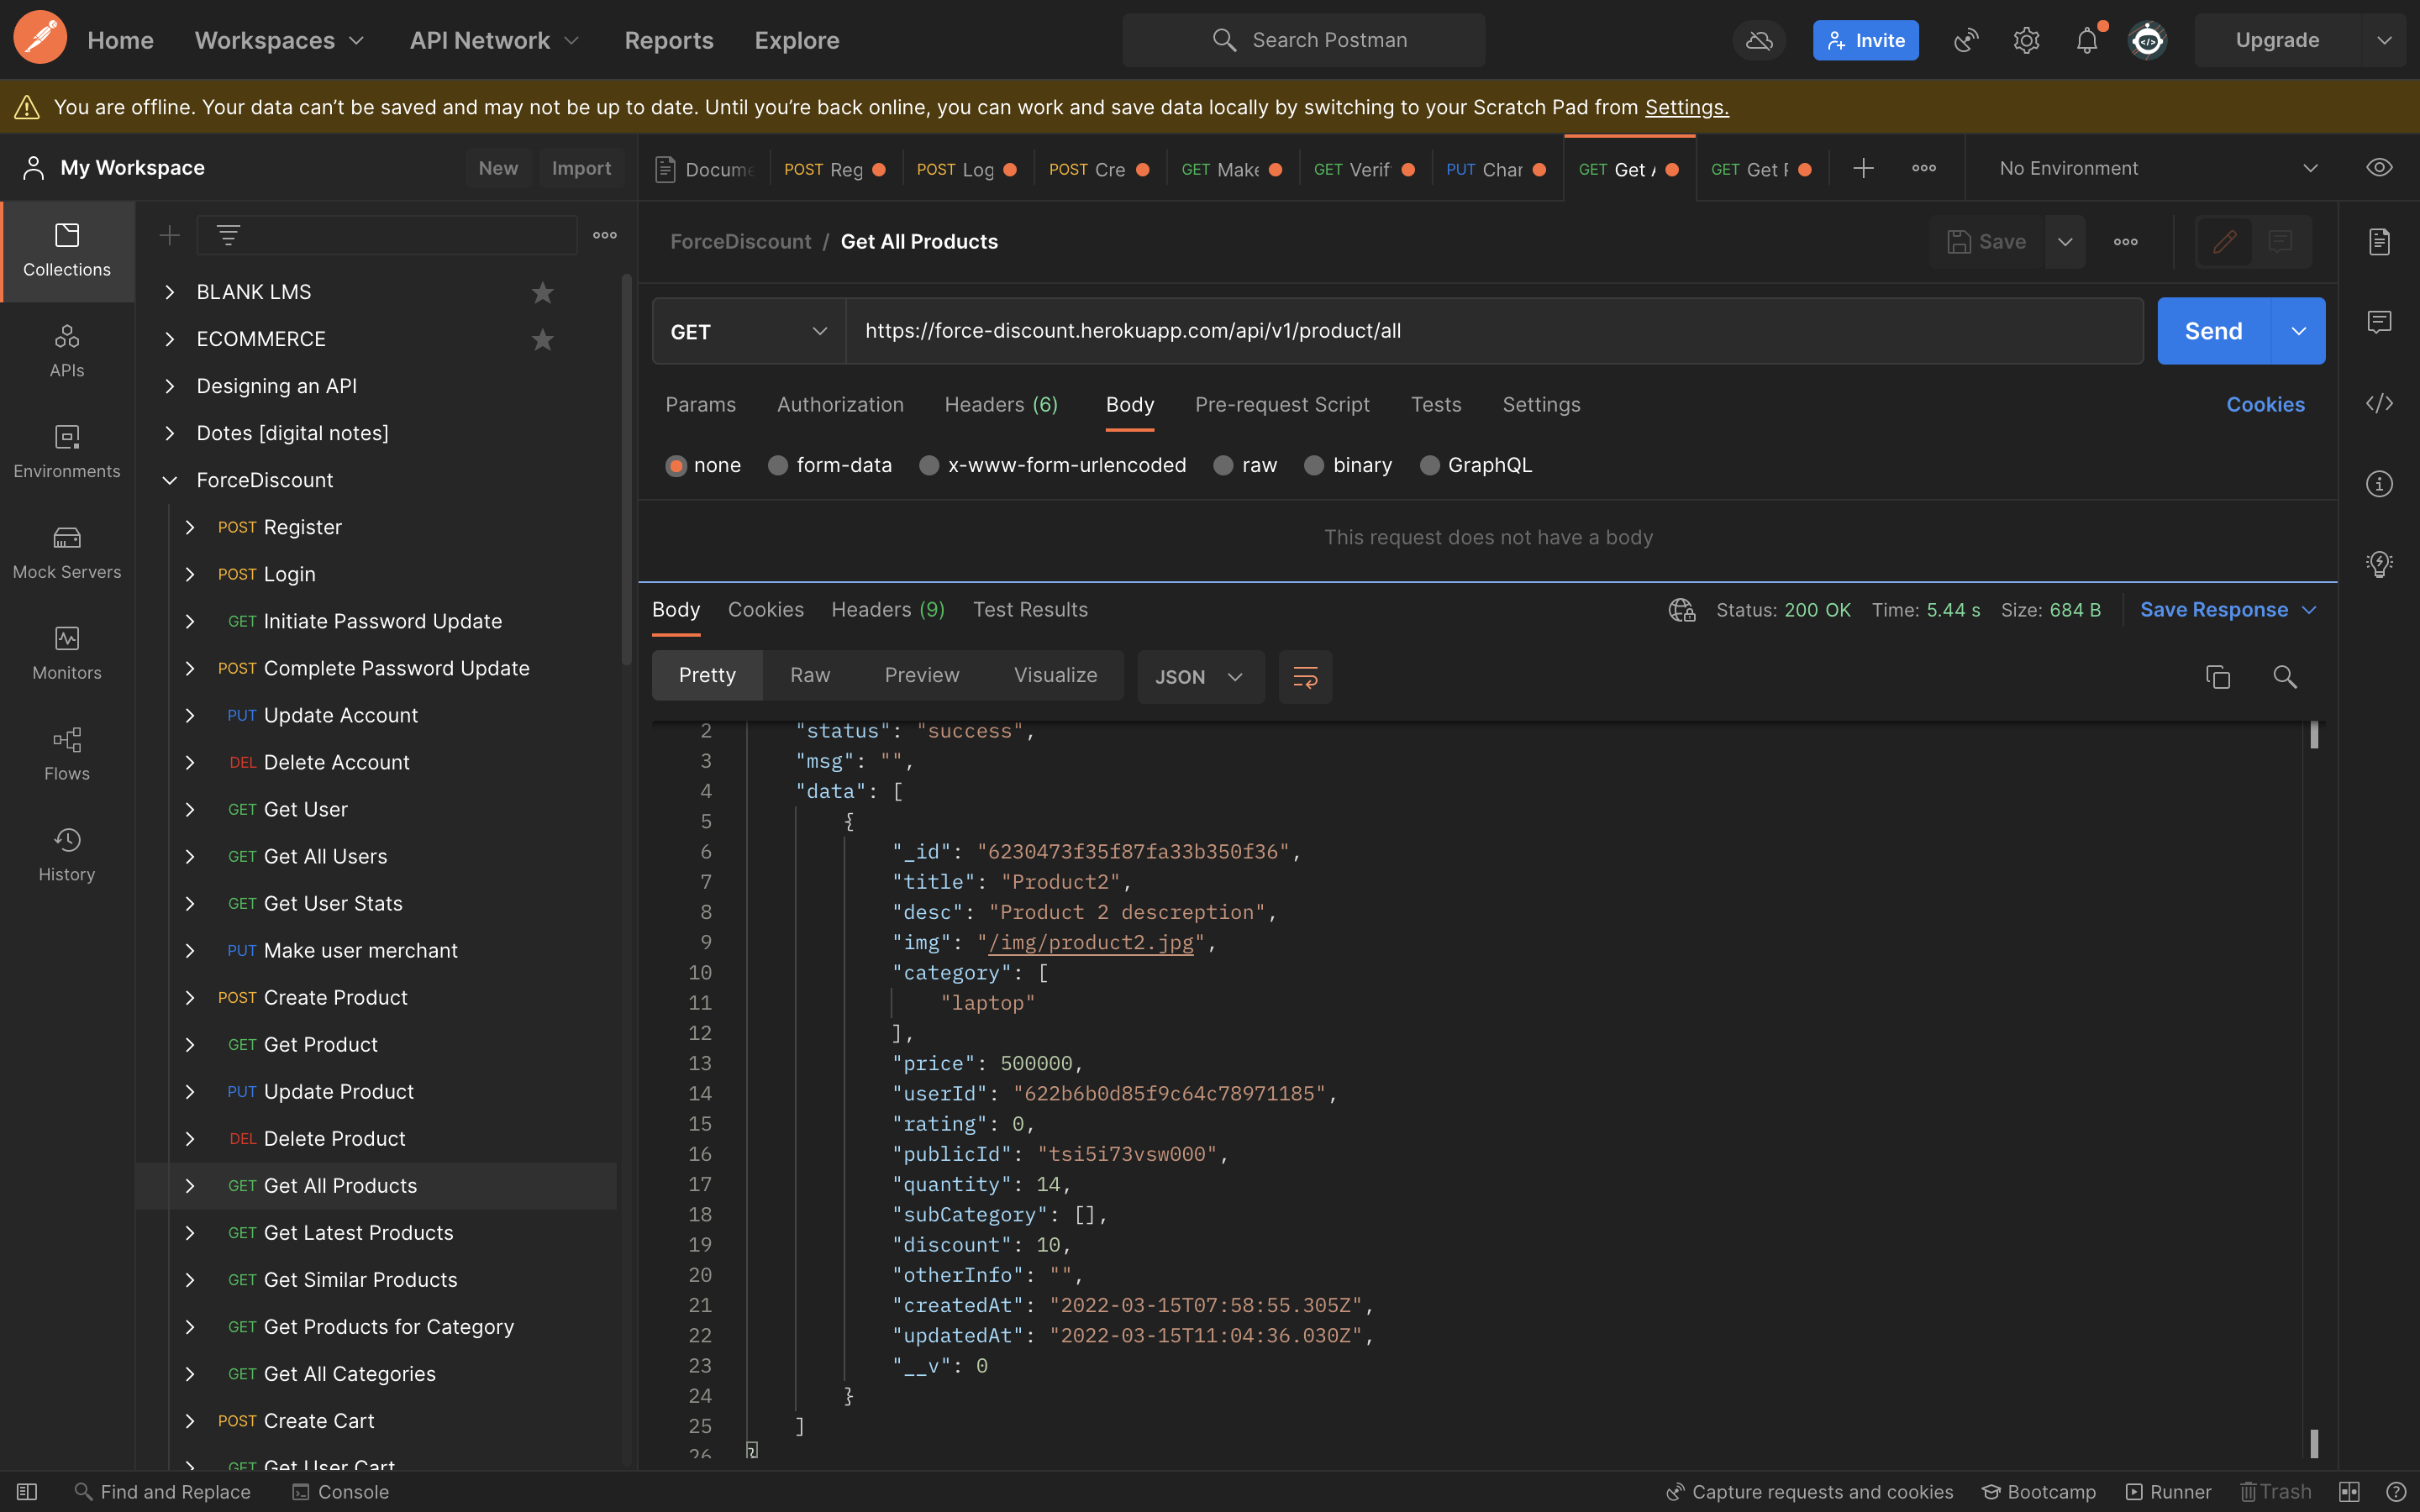 Home Workspaces API Network Reports Explore Search Postman Invite Upgrade
You are offline. Your data can’t be saved and may not be up to date. Until you’re back online, you can work and save data locally by switching to your Scratch Pad from Settings.
My Workspace New Import
Docume POST Reg POST Log POST Cre GET Make GET Verif PUT Char GET Get GET Get No Environment
Collections
APIs
Environments
Mock Servers
Monitors
Flows
History
BLANK LMS
ECOMMERCE
Designing an API
Dotes [digital notes]
ForceDiscount
POST Register
POST Login
GET Initiate Password Update
POST Complete Password Update
PUT Update Account
DEL Delete Account
GET Get User
GET Get All Users
GET Get User Stats
PUT Make user merchant
POST Create Product
GET Get Product
PUT Update Product
DEL Delete Product
GET Get All Products
GET Get Latest Products
GET Get Similar Products
GET Get Products for Category
GET Get All Categories
POST Create Cart
GET Get User Cart
ForceDiscount / Get All Products Save
GET https://force-discount.herokuapp.com/api/v1/product/all Send
Params Authorization Headers (6) Body Pre-request Script Tests Settings Cookies
none form-data x-www-form-urlencoded raw binary GraphQL
This request does not have a body
Body Cookies Headers (9) Test Results Status: 200 OK Time: 5.44 s Size: 684 B Save Response
Pretty Raw Preview Visualize JSON
2 "status": "success",
3 "msg": "",
4 "data": [
5 {
6 "_id": "6230473f35f87fa33b350f36",
7 "title": "Product2",
8 "desc": "Product 2 descreption",
9 "img": "/img/product2.jpg",
10 "category": [
11 "laptop"
12 ],
13 "price": 500000,
14 "userId": "622b6b0d85f9c64c78971185",
15 "rating": 0,
16 "publicId": "tsi5i73vsw000",
17 "quantity": 14,
18 "subCategory": [],
19 "discount": 10,
20 "otherInfo": "",
21 "createdAt": "2022-03-15T07:58:55.305Z",
22 "updatedAt": "2022-03-15T11:04:36.030Z",
23 "__v": 0
24 }
25 ]
26 }
Find and Replace Console Capture requests and cookies Bootcamp Runner Trash